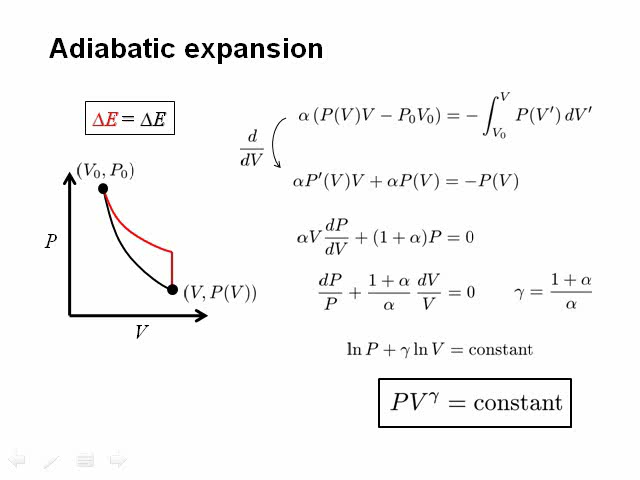 Adiabatic expansion
ΔE = ΔE
α (P(V)V − P₀V₀) = −∫_{V₀}^{V} P(V′) dV′
d/dV
(V₀, P₀)
αP′(V)V + αP(V) = −P(V)
P
αV dP/dV + (1 + α)P = 0
(V, P(V))
dP/P + (1 + α)/α dV/V = 0
γ = (1 + α)/α
V
ln P + γ ln V = constant
PV^γ = constant